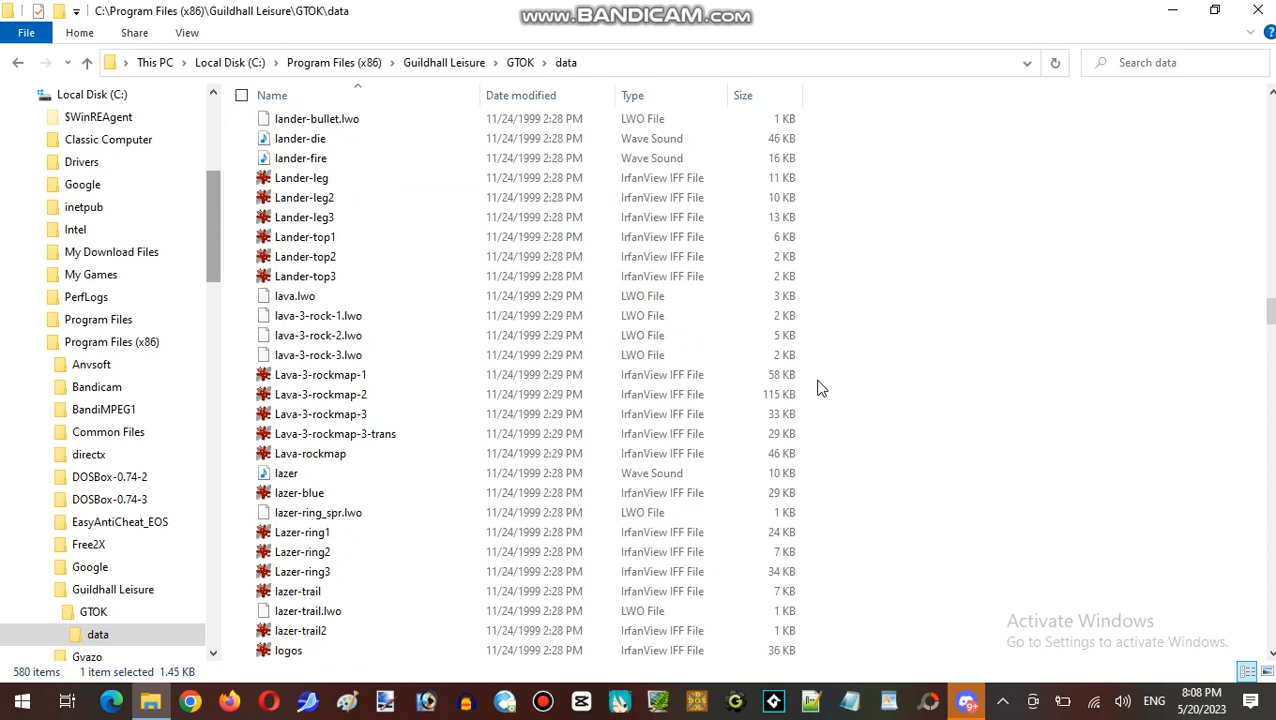 C:\Program Files (x86)\Guildhall Leisure\GTOK\data
www.BANDICAM.com
File Home Share View
This PC Local Disk (C:) Program Files (x86) Guildhall Leisure GTOK data
Search data
Name Date modified Type Size
Local Disk (C:)
$WinREAgent
Classic Computer
Drivers
Google
inetpub
Intel
My Download Files
My Games
PerfLogs
Program Files
Program Files (x86)
Anvsoft
Bandicam
BandiMPEG1
Common Files
directx
DOSBox-0.74-2
DOSBox-0.74-3
EasyAntiCheat_EOS
Free2X
Google
Guildhall Leisure
GTOK
data
Gyazo
lander-bullet.lwo 11/24/1999 2:28 PM LWO File 1 KB
lander-die 11/24/1999 2:28 PM Wave Sound 46 KB
lander-fire 11/24/1999 2:28 PM Wave Sound 16 KB
Lander-leg 11/24/1999 2:28 PM IrfanView IFF File 11 KB
Lander-leg2 11/24/1999 2:28 PM IrfanView IFF File 10 KB
Lander-leg3 11/24/1999 2:28 PM IrfanView IFF File 13 KB
Lander-top1 11/24/1999 2:28 PM IrfanView IFF File 6 KB
Lander-top2 11/24/1999 2:28 PM IrfanView IFF File 2 KB
Lander-top3 11/24/1999 2:28 PM IrfanView IFF File 2 KB
lava.lwo 11/24/1999 2:29 PM LWO File 3 KB
lava-3-rock-1.lwo 11/24/1999 2:29 PM LWO File 2 KB
lava-3-rock-2.lwo 11/24/1999 2:29 PM LWO File 5 KB
lava-3-rock-3.lwo 11/24/1999 2:29 PM LWO File 2 KB
Lava-3-rockmap-1 11/24/1999 2:29 PM IrfanView IFF File 58 KB
Lava-3-rockmap-2 11/24/1999 2:29 PM IrfanView IFF File 115 KB
Lava-3-rockmap-3 11/24/1999 2:29 PM IrfanView IFF File 33 KB
Lava-3-rockmap-3-trans 11/24/1999 2:29 PM IrfanView IFF File 29 KB
Lava-rockmap 11/24/1999 2:29 PM IrfanView IFF File 46 KB
lazer 11/24/1999 2:29 PM Wave Sound 10 KB
lazer-blue 11/24/1999 2:29 PM IrfanView IFF File 29 KB
lazer-ring_spr.lwo 11/24/1999 2:29 PM LWO File 1 KB
Lazer-ring1 11/24/1999 2:29 PM IrfanView IFF File 24 KB
Lazer-ring2 11/24/1999 2:29 PM IrfanView IFF File 7 KB
Lazer-ring3 11/24/1999 2:29 PM IrfanView IFF File 34 KB
lazer-trail 11/24/1999 2:29 PM IrfanView IFF File 7 KB
lazer-trail.lwo 11/24/1999 2:29 PM LWO File 1 KB
lazer-trail2 11/24/1999 2:29 PM IrfanView IFF File 1 KB
logos 11/24/1999 2:29 PM IrfanView IFF File 36 KB
Activate Windows
Go to Settings to activate Windows.
580 items 1 item selected 1.45 KB
9+
ENG
8:08 PM
5/20/2023